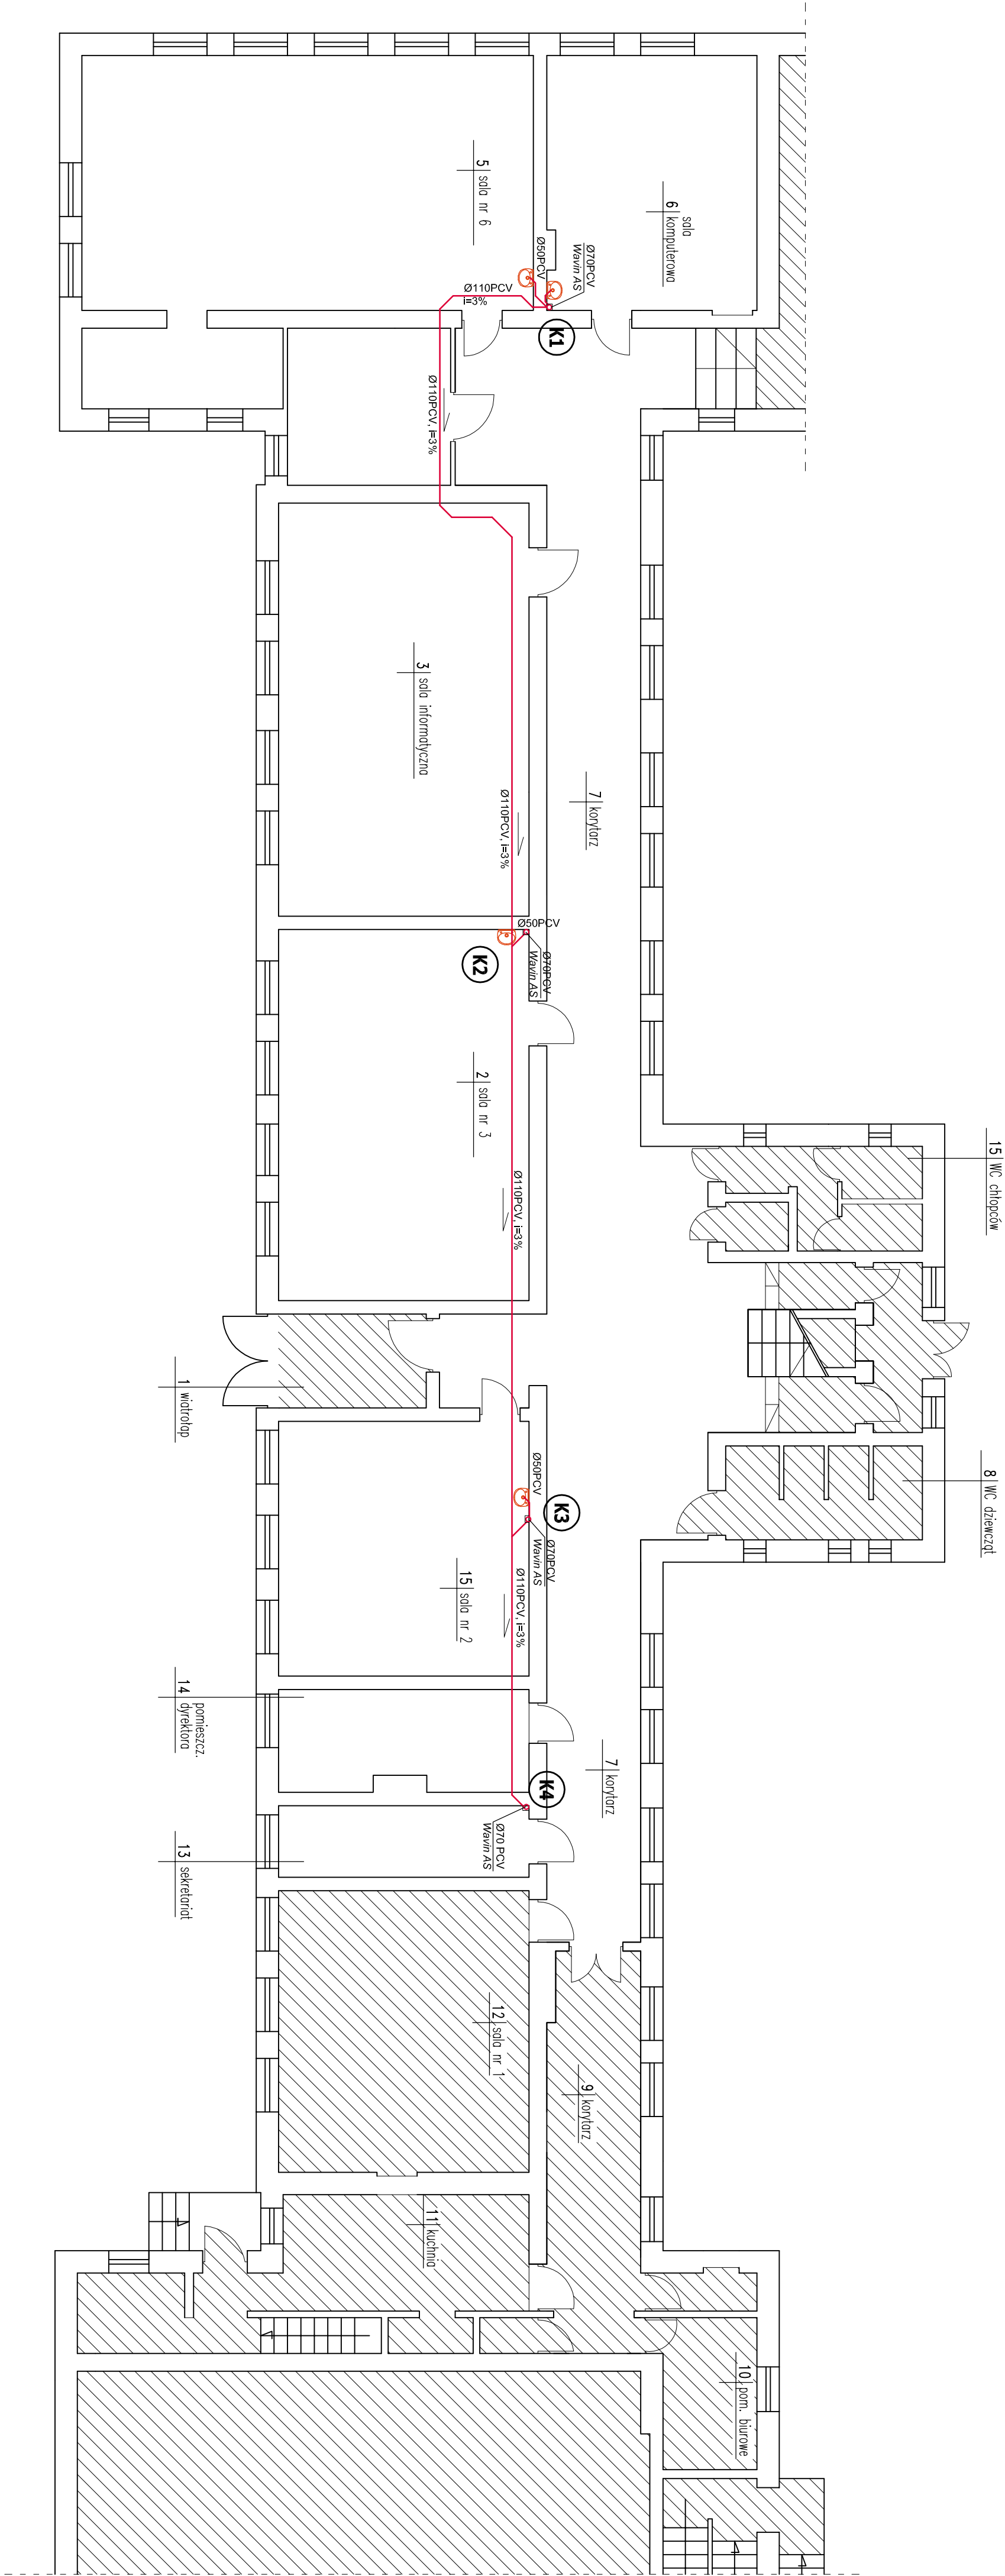 15 WC chłopców
8 WC dziewcząt
6 sala
komputerowa
5 sala nr 6
Ø70PCV
Wavin AS
Ø50PCV
Ø110PCV
i=3%
K1
Ø110PCV, i=3%
3 sala informatyczna
7 korytarz
Ø110PCV, i=3%
Ø50PCV
Ø70PCV
Wavin AS
K2
2 sala nr 3
Ø110PCV, i=3%
1 wiatrołap
Ø50PCV
K3
Ø70PCV
Wavin AS
Ø110PCV, i=3%
15 sala nr 2
14 pomieszcz.
dyrektora
7 korytarz
K4
Ø70 PCV
Wavin AS
13 sekretariat
12 sala nr 1
9 korytarz
11 kuchnia
10 pom. biurowe